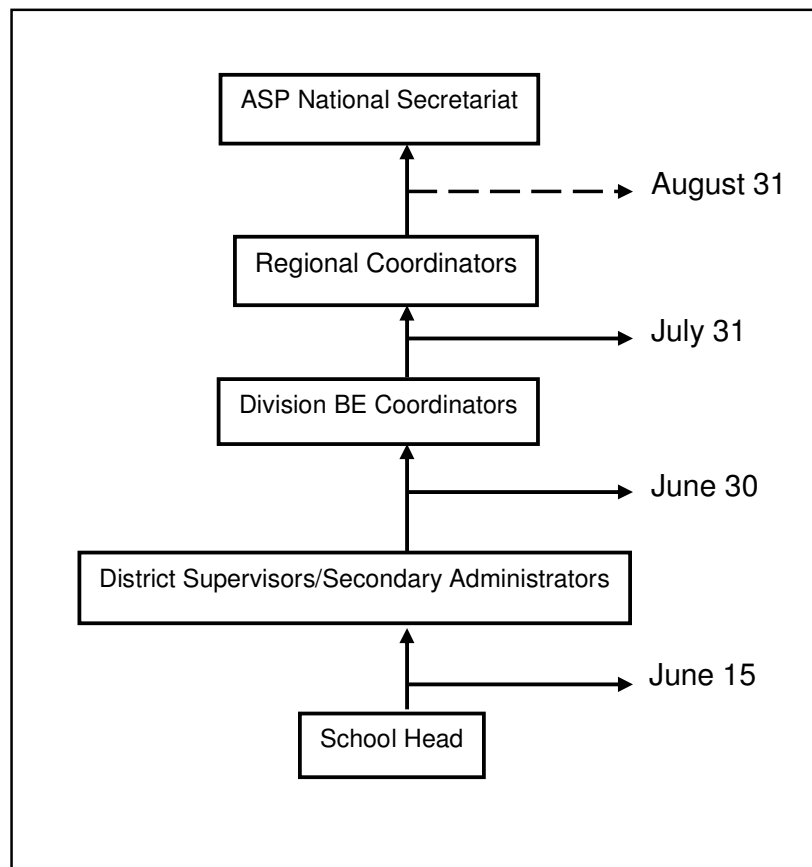 ASP National Secretariat
August 31
Regional Coordinators
July 31
Division BE Coordinators
June 30
District Supervisors/Secondary Administrators
June 15
School Head